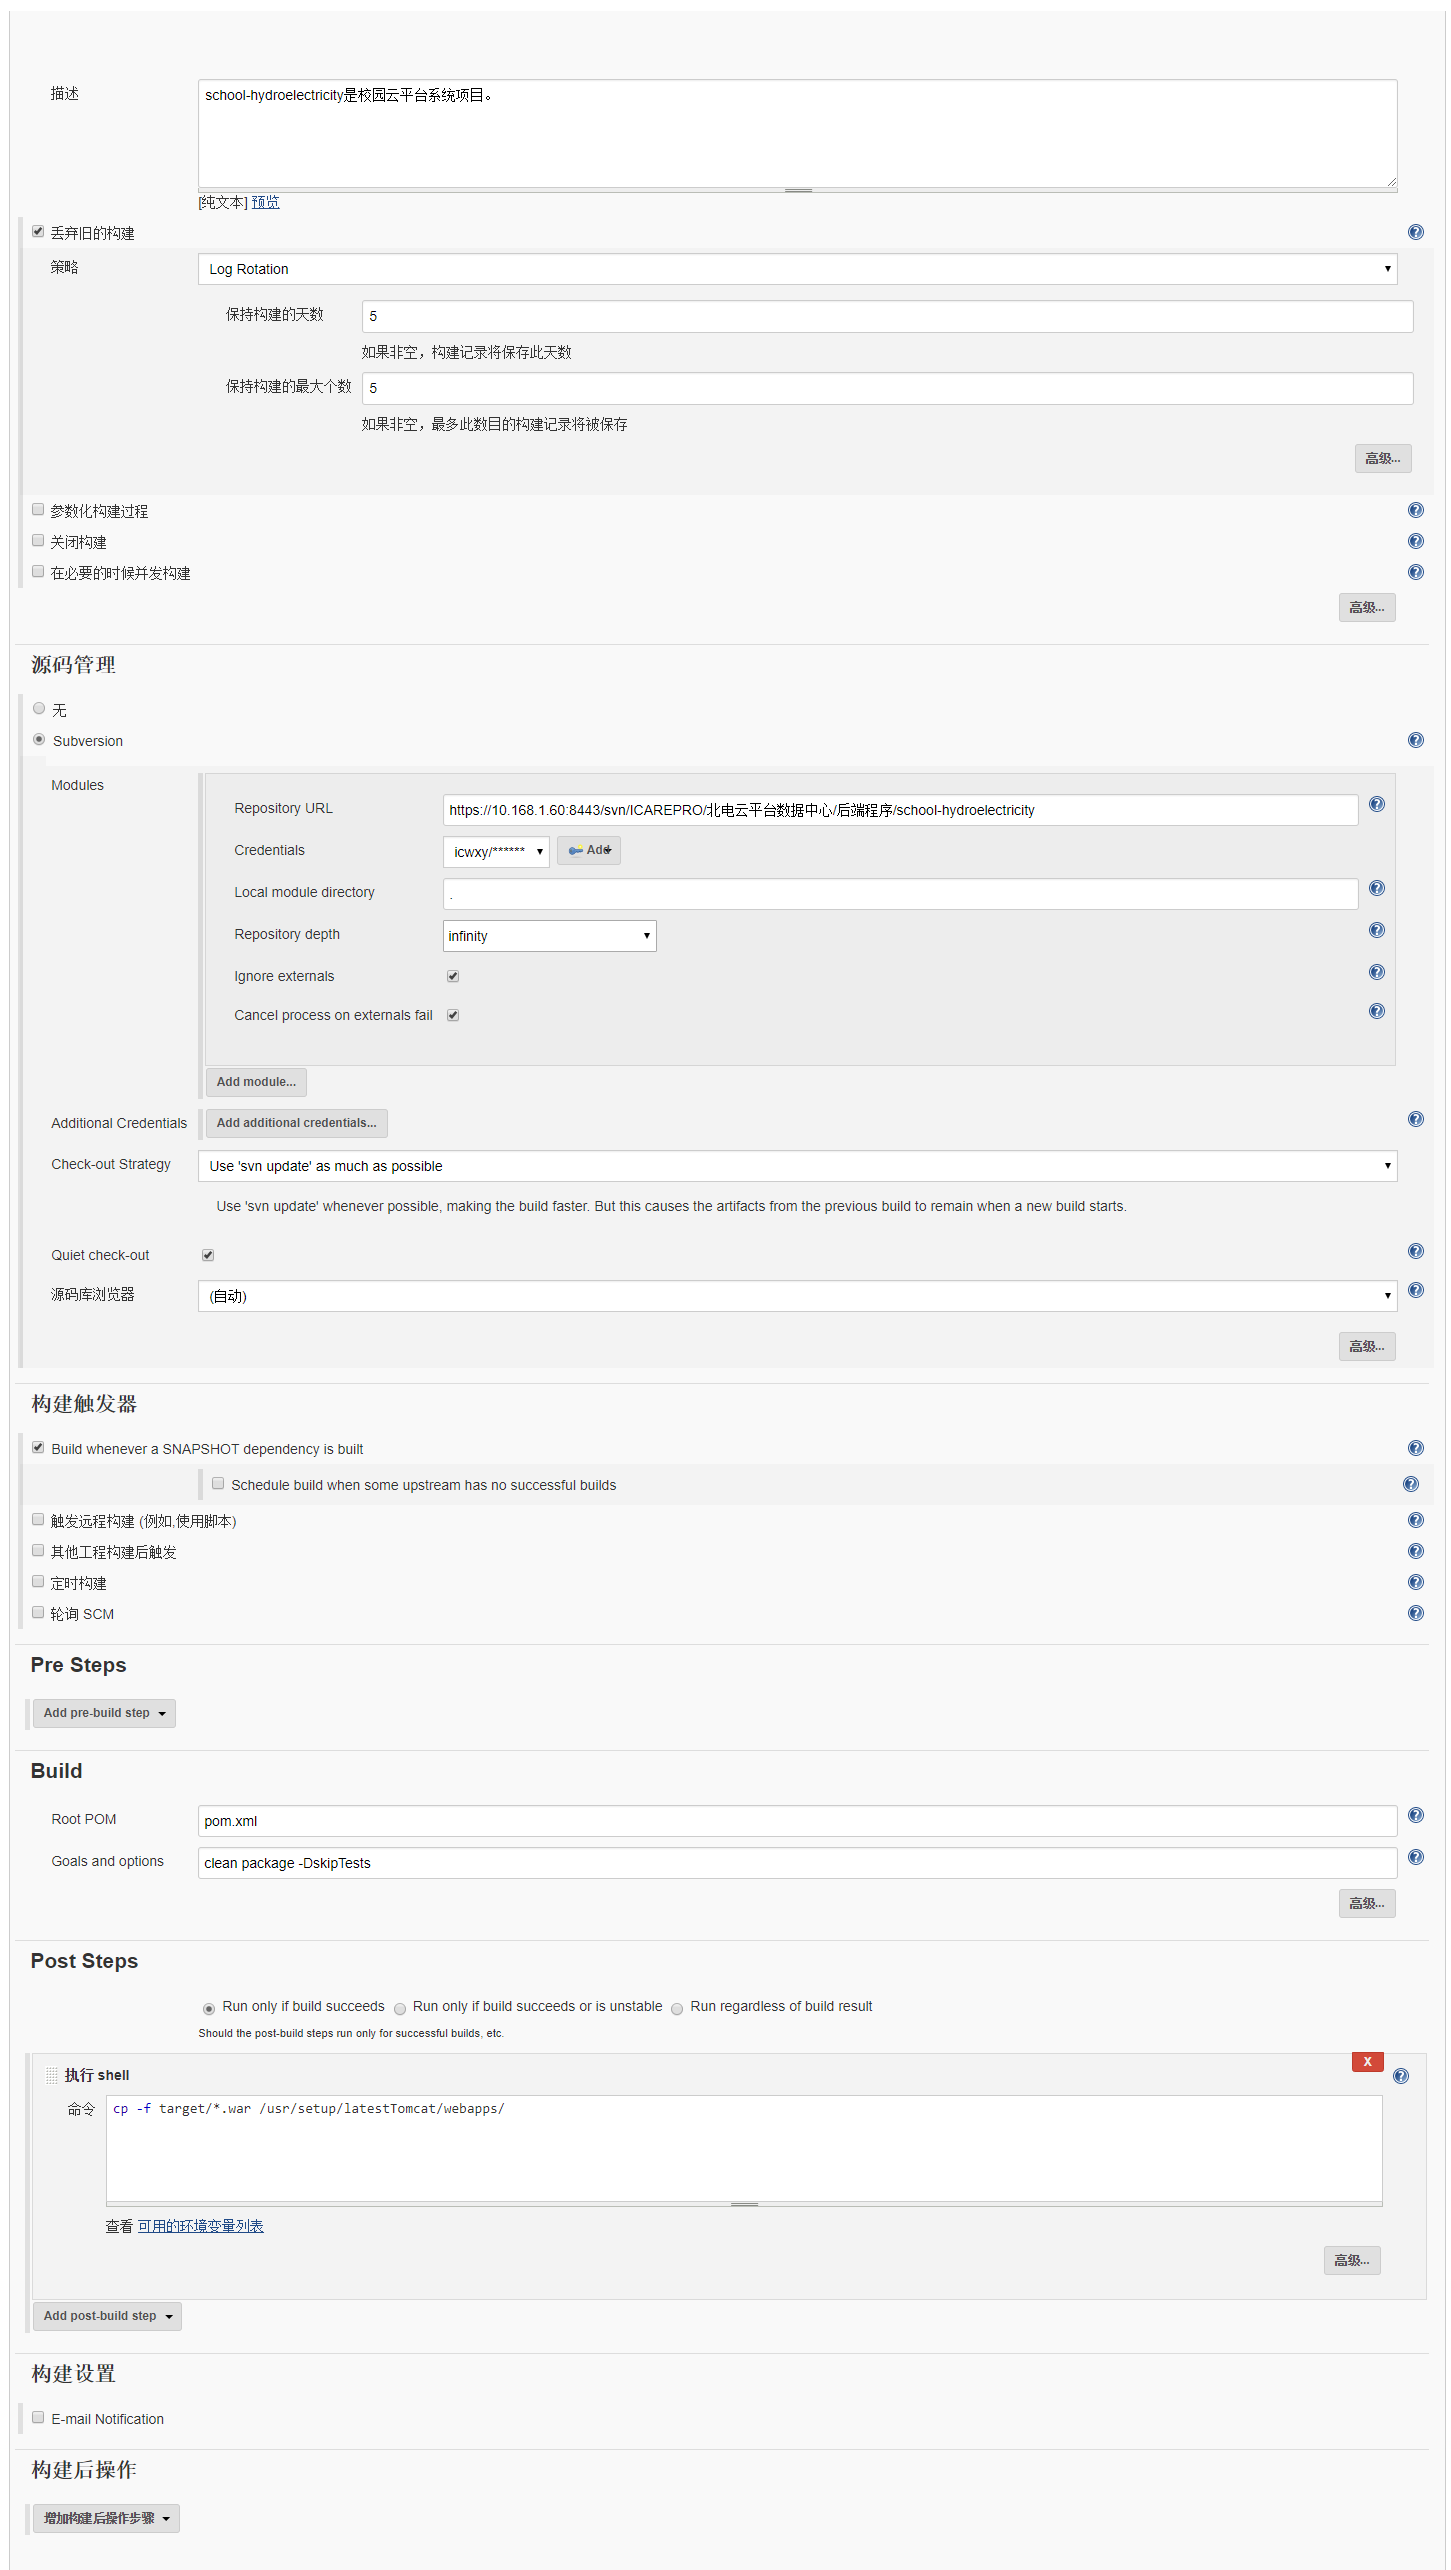 描述
school-hydroelectricity是校园云平台系统项目。
[纯文本] 预览
丢弃旧的构建
策略
Log Rotation
保持构建的天数
5
如果非空，构建记录将保存此天数
保持构建的最大个数
5
如果非空，最多此数目的构建记录将被保存
高级...
参数化构建过程
关闭构建
在必要的时候并发构建
高级...
源码管理
无
Subversion
Modules
Repository URL
https://10.168.1.60:8443/svn/ICAREPRO/北电云平台数据中心/后端程序/school-hydroelectricity
Credentials
icwxy/******
Add
Local module directory
.
Repository depth
infinity
Ignore externals
Cancel process on externals fail
Add module...
Additional Credentials
Add additional credentials...
Check-out Strategy
Use 'svn update' as much as possible
Use 'svn update' whenever possible, making the build faster. But this causes the artifacts from the previous build to remain when a new build starts.
Quiet check-out
源码库浏览器
(自动)
高级...
构建触发器
Build whenever a SNAPSHOT dependency is built
Schedule build when some upstream has no successful builds
触发远程构建 (例如,使用脚本)
其他工程构建后触发
定时构建
轮询 SCM
Pre Steps
Add pre-build step
Build
Root POM
pom.xml
Goals and options
clean package -DskipTests
高级...
Post Steps
Run only if build succeeds Run only if build succeeds or is unstable Run regardless of build result
Should the post-build steps run only for successful builds, etc.
X
执行 shell
命令
cp -f target/*.war /usr/setup/latestTomcat/webapps/
查看 可用的环境变量列表
高级...
Add post-build step
构建设置
E-mail Notification
构建后操作
增加构建后操作步骤